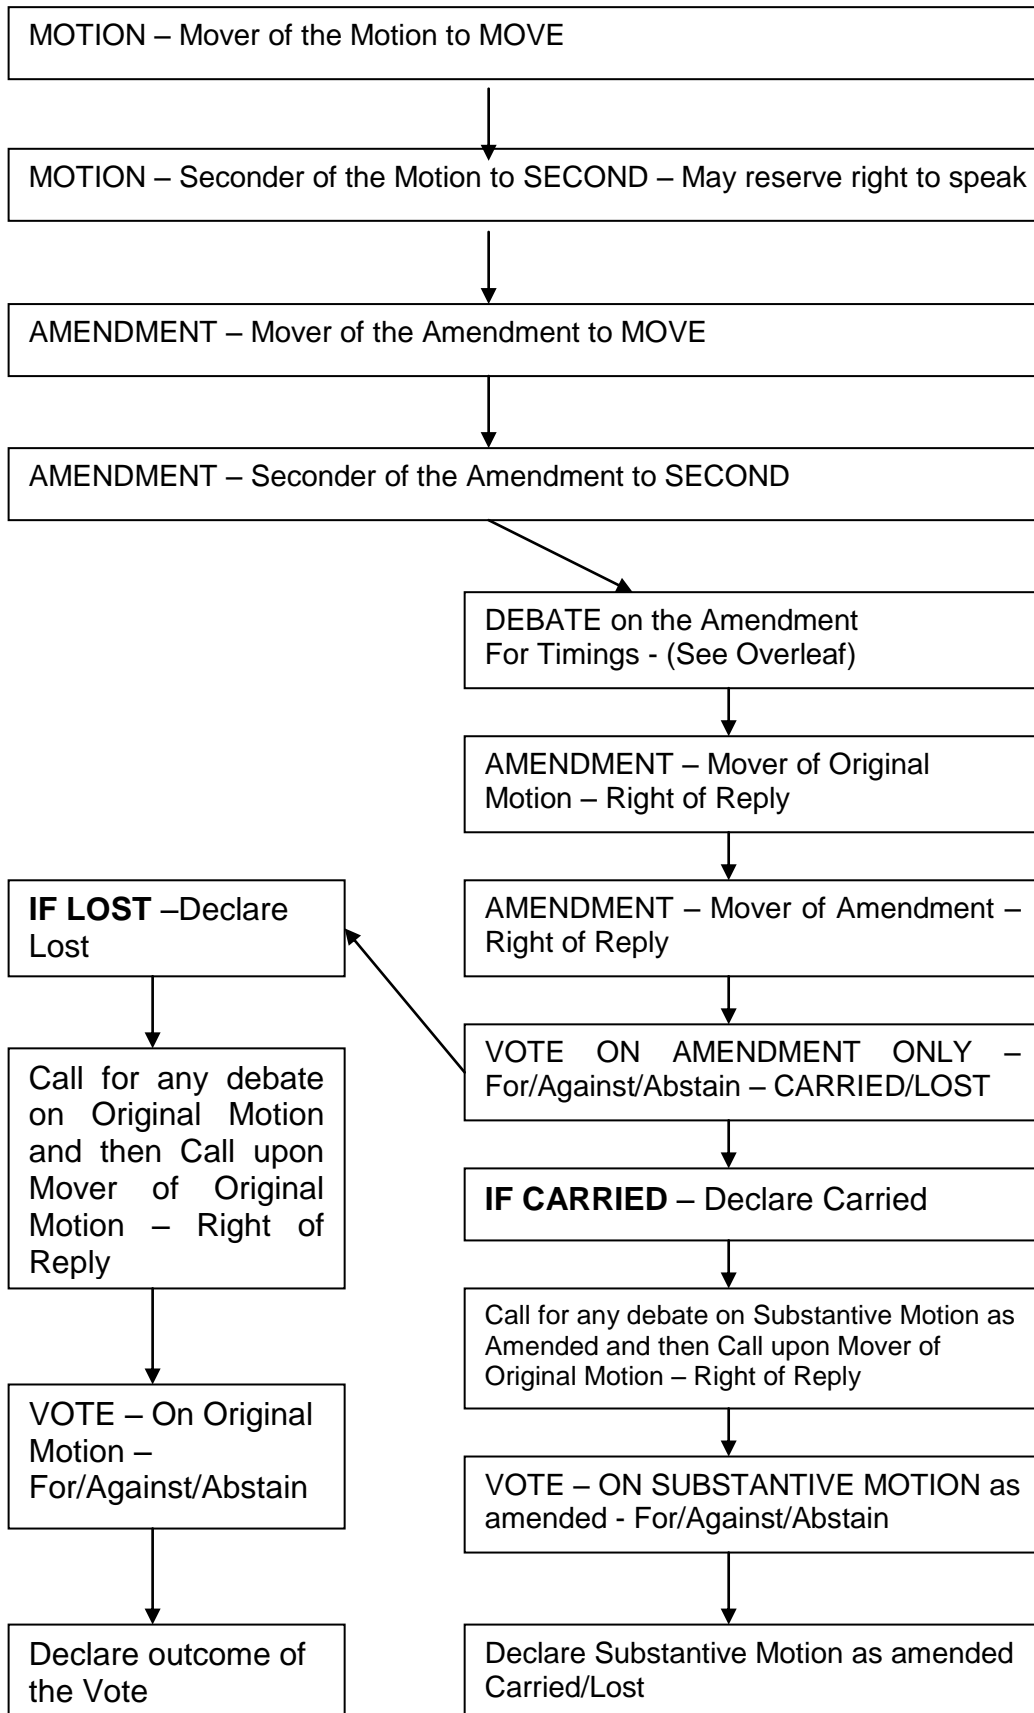 MOTION – Mover of the Motion to MOVE
MOTION – Seconder of the Motion to SECOND – May reserve right to speak
AMENDMENT – Mover of the Amendment to MOVE
AMENDMENT – Seconder of the Amendment to SECOND
DEBATE on the Amendment
For Timings - (See Overleaf)
AMENDMENT – Mover of Original
Motion – Right of Reply
AMENDMENT – Mover of Amendment –
Right of Reply
VOTE ON AMENDMENT ONLY –
For/Against/Abstain – CARRIED/LOST
IF LOST –Declare
Lost
Call for any debate
on Original Motion
and then Call upon
Mover of Original
Motion – Right of
Reply
VOTE – On Original
Motion –
For/Against/Abstain
Declare outcome of
the Vote
IF CARRIED – Declare Carried
Call for any debate on Substantive Motion as
Amended and then Call upon Mover of
Original Motion – Right of Reply
VOTE – ON SUBSTANTIVE MOTION as
amended - For/Against/Abstain
Declare Substantive Motion as amended
Carried/Lost